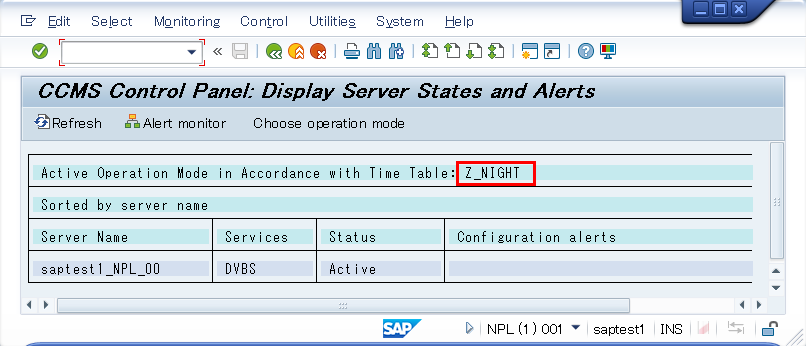 Edit Select Monitoring Control Utilities System Help
«
CCMS Control Panel: Display Server States and Alerts
Refresh Alert monitor Choose operation mode
Active Operation Mode in Accordance with Time Table: Z_NIGHT
Sorted by server name
Server Name Services Status Configuration alerts
saptest1_NPL_00 DVBS Active
SAP NPL (1) 001 saptest1 INS